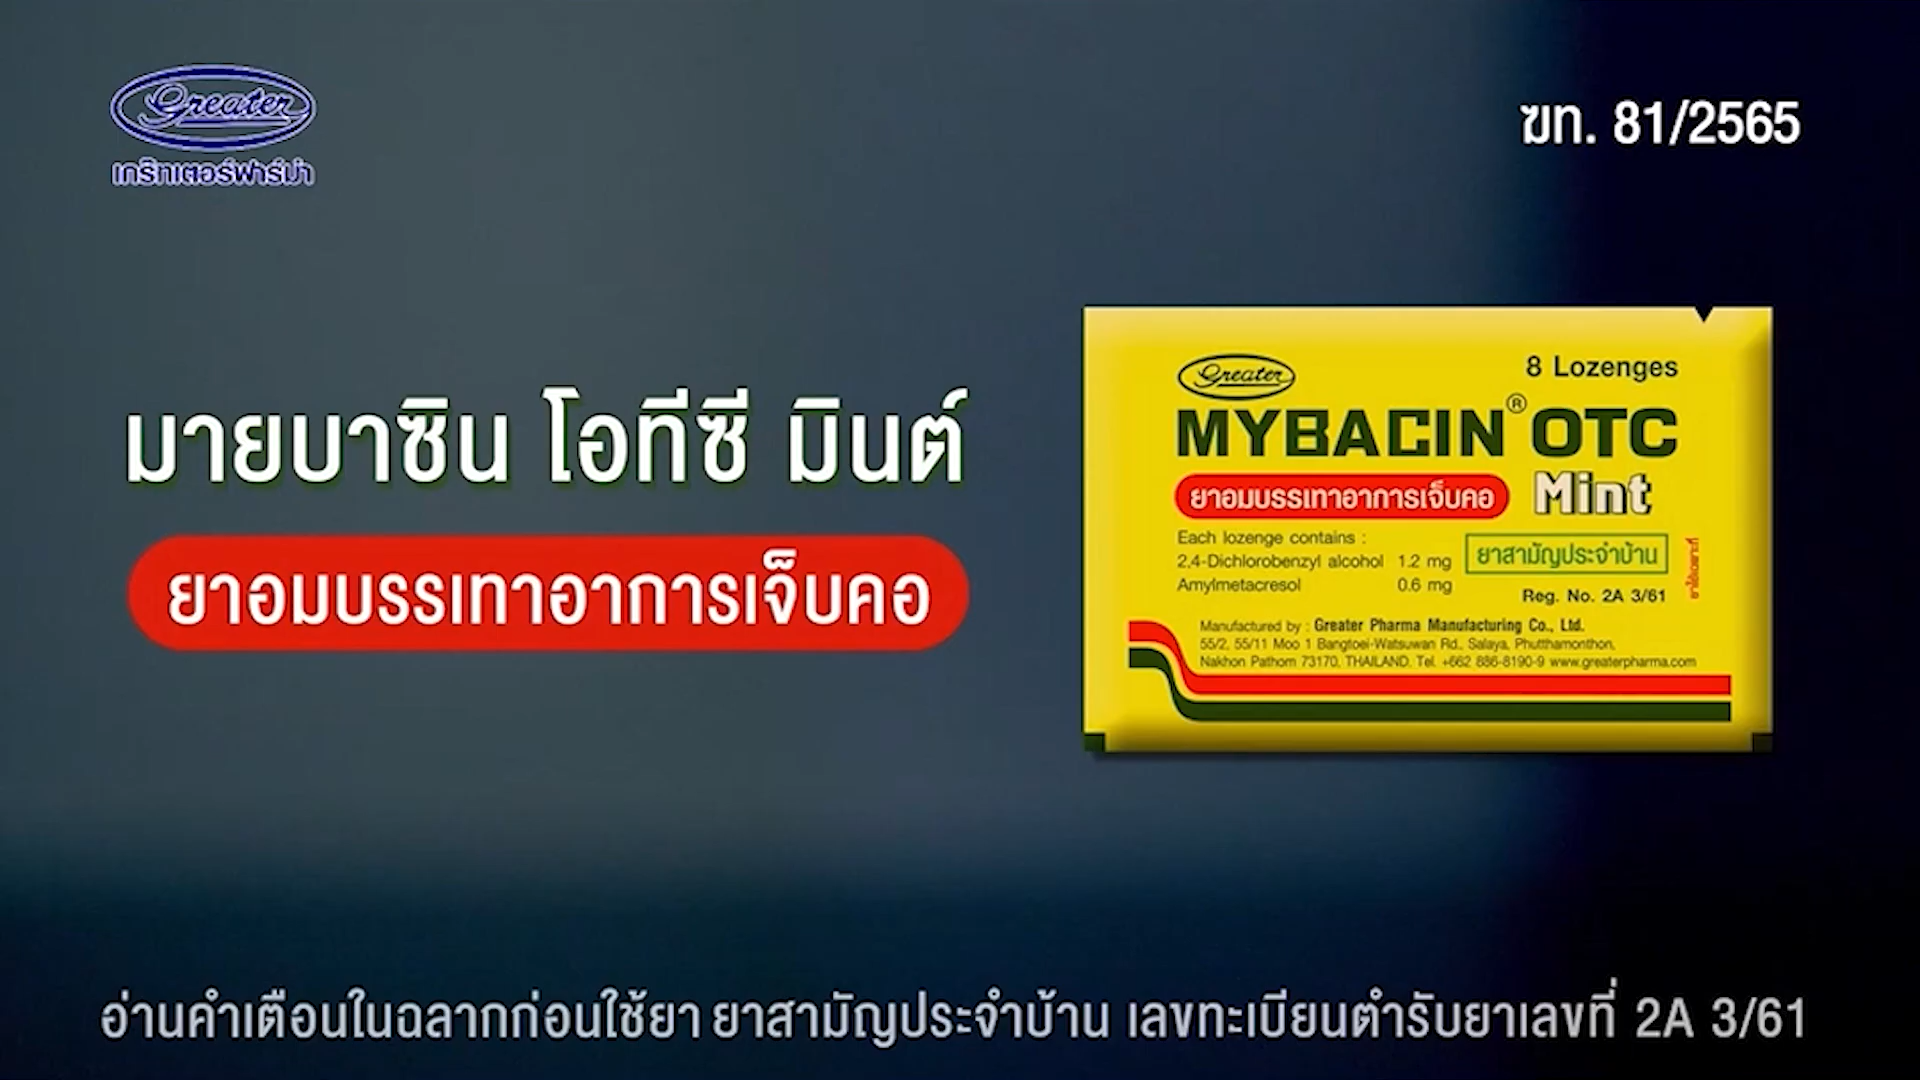 Greater
เกร๊ทเตอร์ฟาร์ม่า
ฆท. 81/2565
มายบาซิน โอทีซี มินต์
ยาอมบรรเทาอาการเจ็บคอ
Greater
8 Lozenges
MYBACIN® OTC
ยาอมบรรเทาอาการเจ็บคอ Mint
Each lozenge contains :
2,4-Dichlorobenzyl alcohol 1.2 mg
Amylmetacresol 0.6 mg
ยาสามัญประจำบ้าน
Reg. No. 2A 3/61
ยาใช้เฉพาะที่
Manufactured by : Greater Pharma Manufacturing Co., Ltd.
55/2, 55/11 Moo 1 Bangtoei-Watsuwan Rd., Salaya, Phutthamonthon,
Nakhon Pathom 73170, THAILAND. Tel. +662 886-8190-9 www.greaterpharma.com
อ่านคำเตือนในฉลากก่อนใช้ยา ยาสามัญประจำบ้าน เลขทะเบียนตำรับยาเลขที่ 2A 3/61